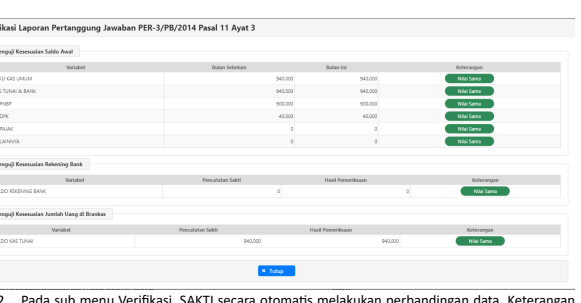 ikasi Laporan Pertanggung Jawaban PER-3/PB/2014 Pasal 11 Ayat 3
enguji Kesesuaian Saldo Awal
Variabel Bulan Sebelum Bulan Ini Keterangan
KU KAS UMUM 940.000 940.000 Nilai Sama
S TUNAI & BANK 940.000 940.000 Nilai Sama
PNBP 900.000 900.000 Nilai Sama
DPK 40.000 40.000 Nilai Sama
PAJAK 0 0 Nilai Sama
LAINNYA 0 0 Nilai Sama
enguji Kesesuaian Rekening Bank
Variabel Pencatatan Sakti Hasil Pemeriksaan Keterangan
LDO REKENING BANK 0 0 Nilai Sama
enguji Kesesuaian Jumlah Uang di Brankas
Variabel Pencatatan Sakti Hasil Pemeriksaan Keterangan
LDO KAS TUNAI 940.000 940.000 Nilai Sama
× Tutup
2. Pada sub menu Verifikasi, SAKTI secara otomatis melakukan perbandingan data. Keterangan